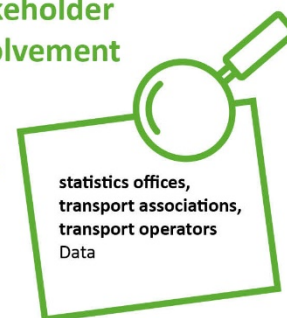 keholder
olvement
statistics offices,
transport associations,
transport operators
Data